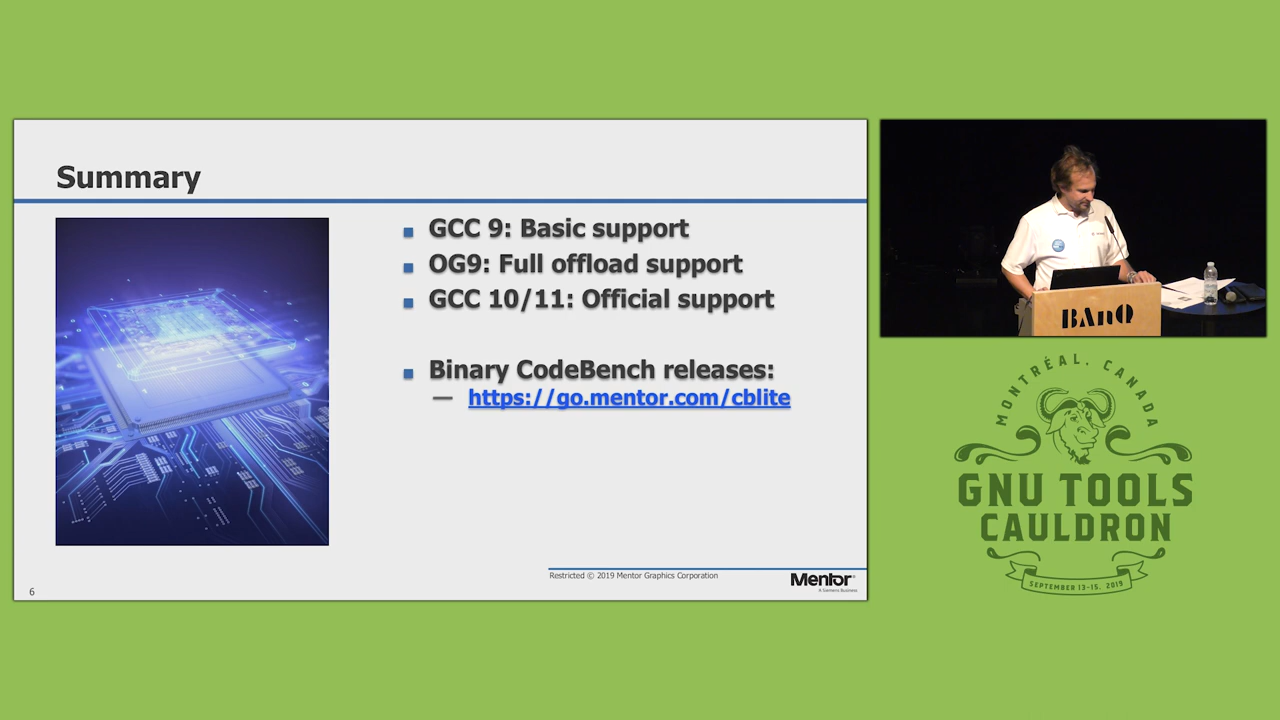 Summary
GCC 9: Basic support
OG9: Full offload support
GCC 10/11: Official support
Binary CodeBench releases:
— https://go.mentor.com/cblite
Restricted © 2019 Mentor Graphics Corporation
Mentor®
A Siemens Business
6
BAnQ
MONTRÉAL, CANADA
GNU TOOLS
CAULDRON
SEPTEMBER 13-15, 2019